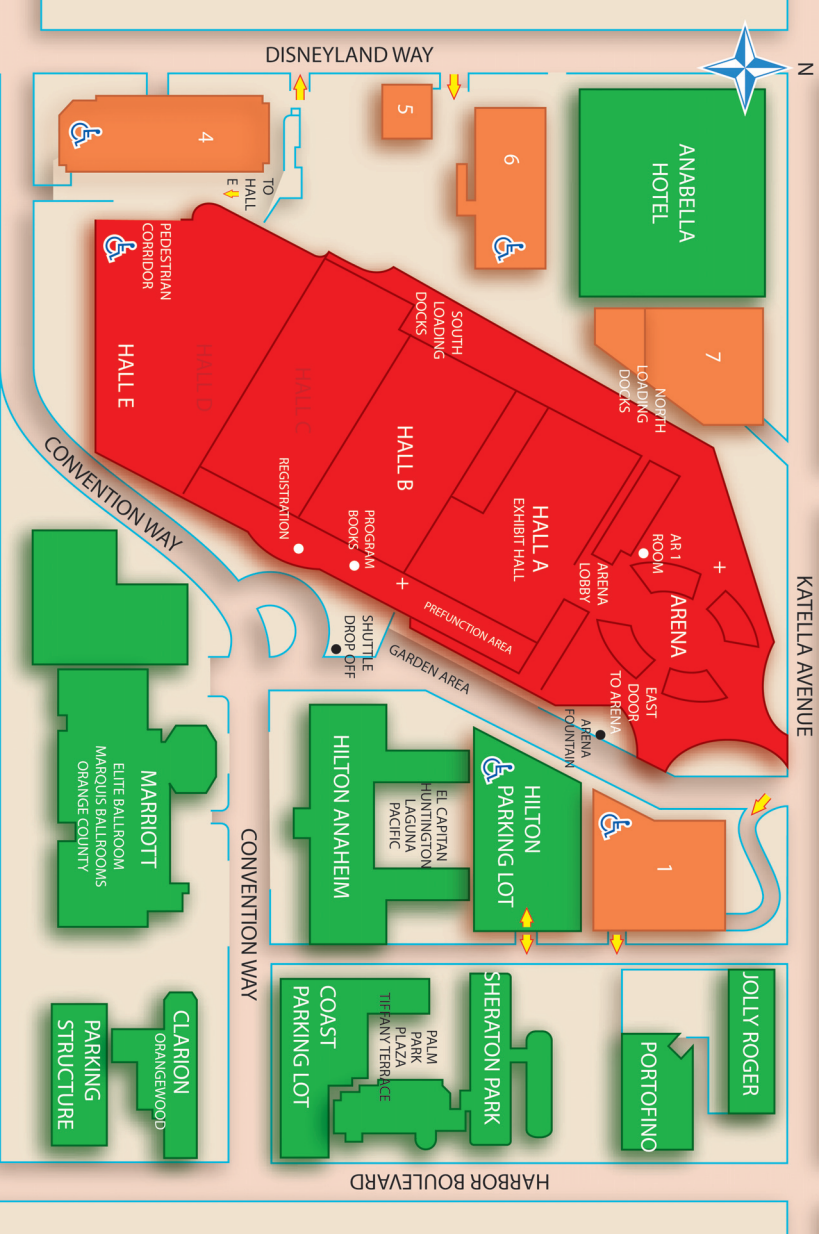 N
DISNEYLAND WAY
KATELLA AVENUE
4
5
6
ANABELLA
HOTEL
7
TO
HALL
E
PEDESTRIAN
CORRIDOR
HALL E
HALL D
HALL C
SOUTH
LOADING
DOCKS
NORTH
LOADING
DOCKS
HALL B
HALL A
EXHIBIT HALL
REGISTRATION
PROGRAM
BOOKS
PREFUNCTION AREA
ARENA
LOBBY
AR 1
ROOM
ARENA
EAST
DOOR
TO ARENA
ARENA
FOUNTAIN
GARDEN AREA
SHUTTLE
DROP OFF
CONVENTION WAY
MARRIOTT
ELITE BALLROOM
MARQUIS BALLROOMS
ORANGE COUNTY
CONVENTION WAY
HILTON ANAHEIM
EL CAPITAN
HUNTINGTON
LAGUNA
PACIFIC
HILTON
PARKING LOT
1
JOLLY ROGER
PORTOFINO
SHERATON PARK
PALM
PARK
PLAZA
TIFFANY TERRACE
COAST
PARKING LOT
CLARION
ORANGEWOOD
PARKING
STRUCTURE
HARBOR BOULEVARD